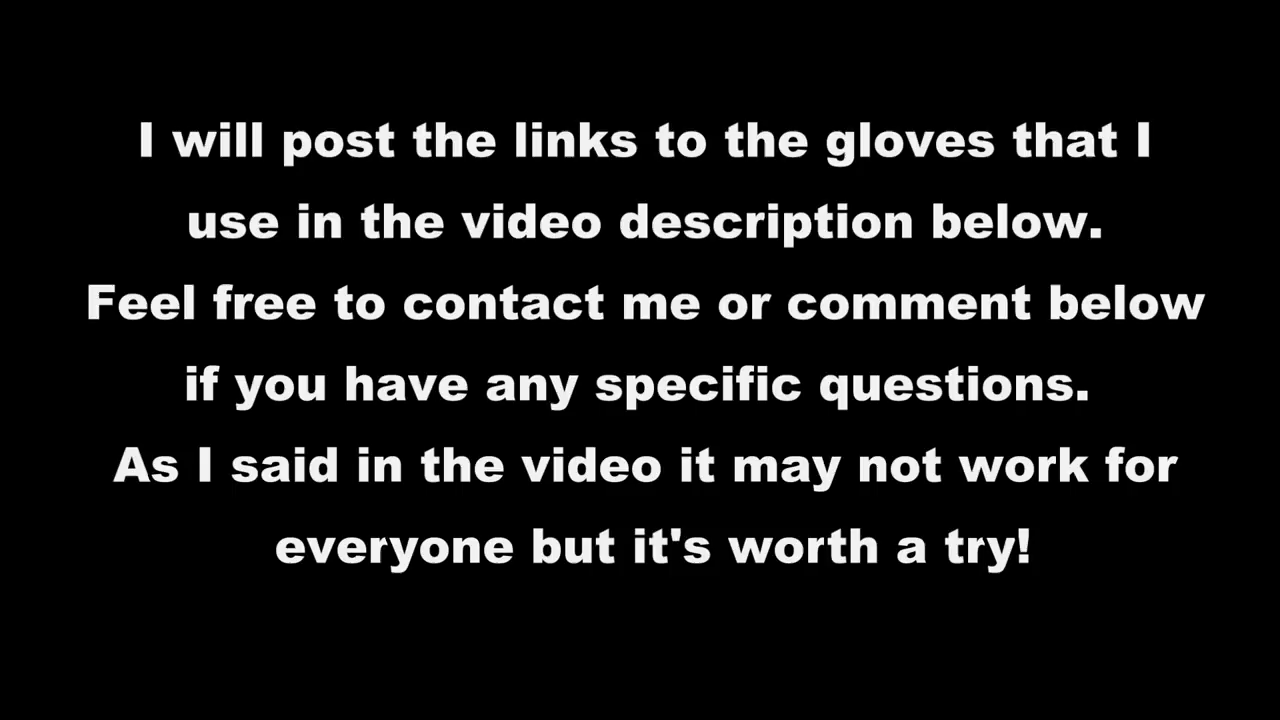 I will post the links to the gloves that I
use in the video description below.
Feel free to contact me or comment below
if you have any specific questions.
As I said in the video it may not work for
everyone but it's worth a try!